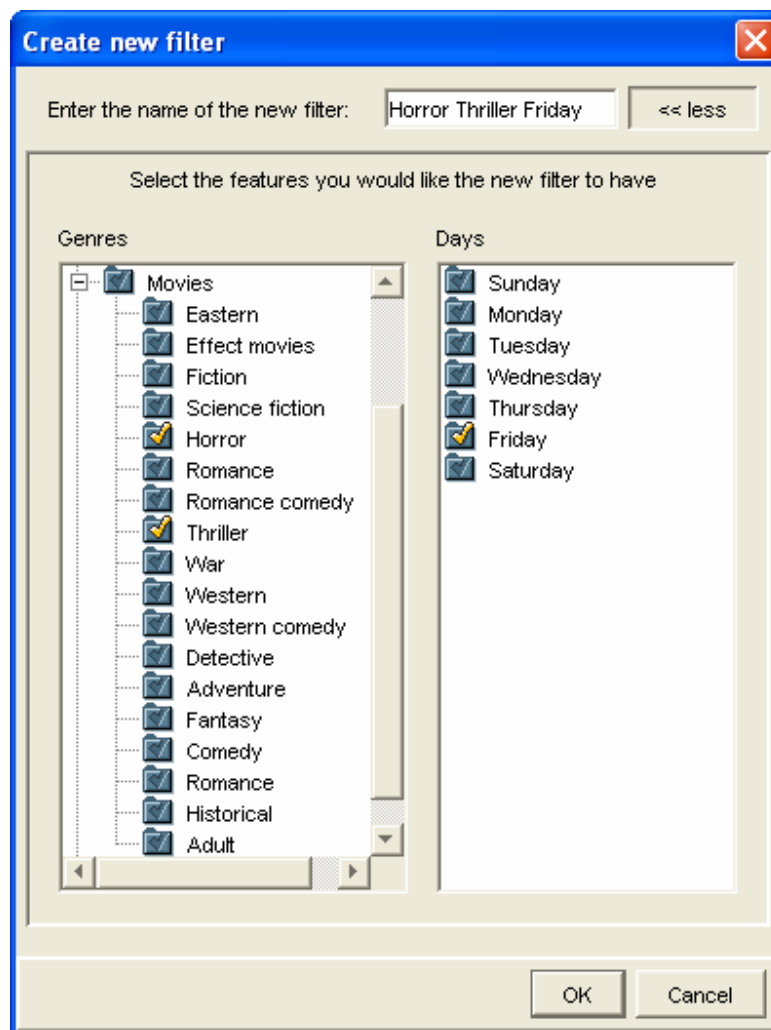 Create new filter
Enter the name of the new filter: Horror Thriller Friday << less
Select the features you would like the new filter to have
Genres
Movies
Eastern
Effect movies
Fiction
Science fiction
Horror
Romance
Romance comedy
Thriller
War
Western
Western comedy
Detective
Adventure
Fantasy
Comedy
Romance
Historical
Adult
Days
Sunday
Monday
Tuesday
Wednesday
Thursday
Friday
Saturday
OK Cancel